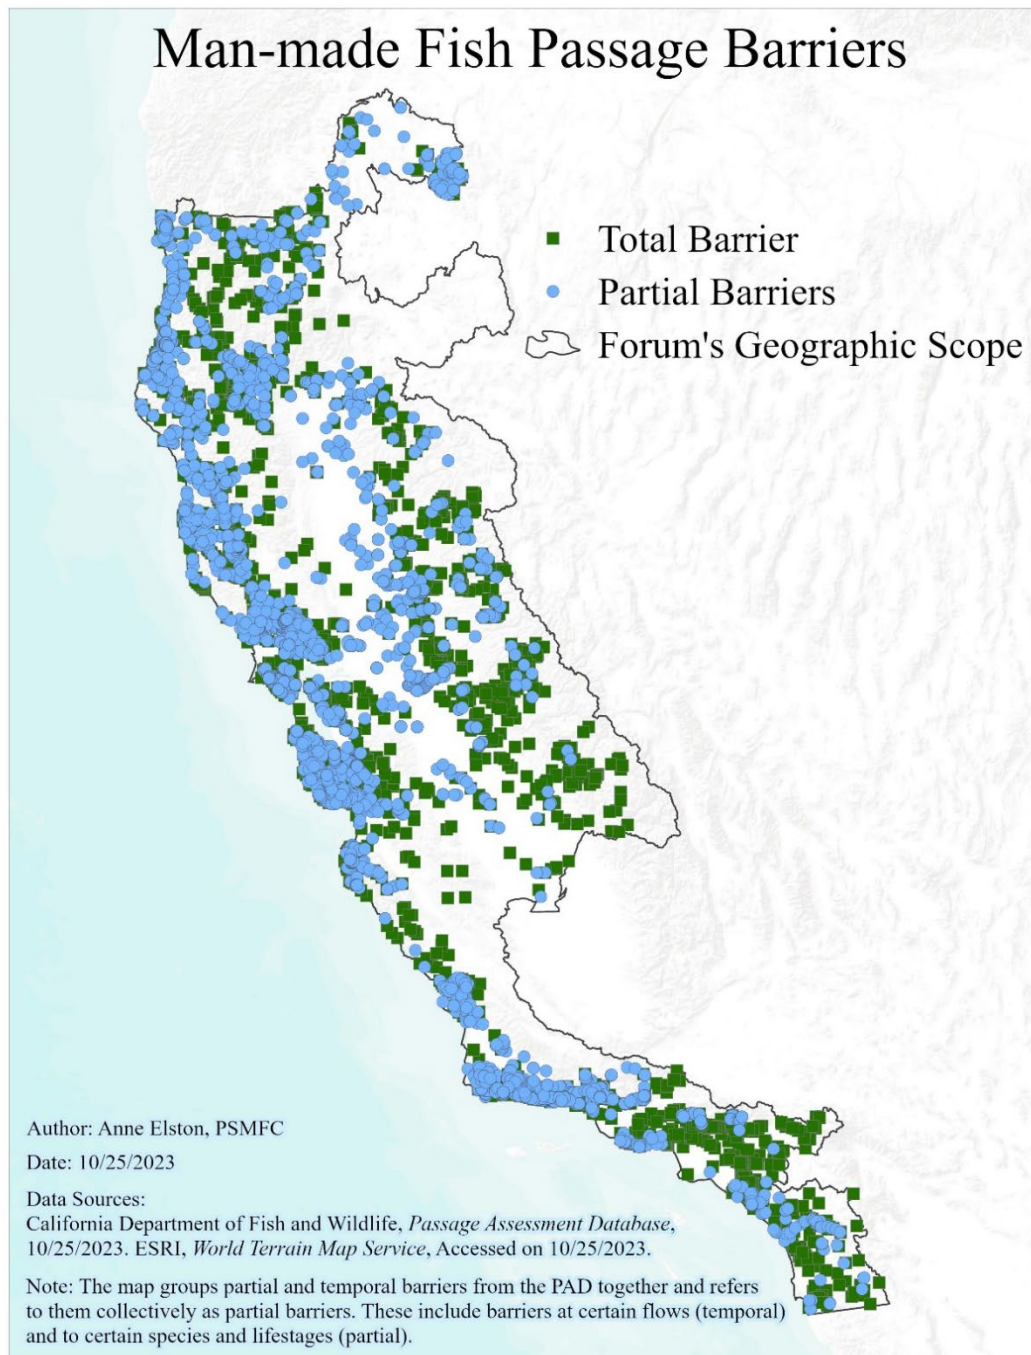 Man-made Fish Passage Barriers
Total Barrier
Partial Barriers
Forum's Geographic Scope
Author: Anne Elston, PSMFC
Date: 10/25/2023
Data Sources:
California Department of Fish and Wildlife, Passage Assessment Database,
10/25/2023. ESRI, World Terrain Map Service, Accessed on 10/25/2023.
Note: The map groups partial and temporal barriers from the PAD together and refers
to them collectively as partial barriers. These include barriers at certain flows (temporal)
and to certain species and lifestages (partial).